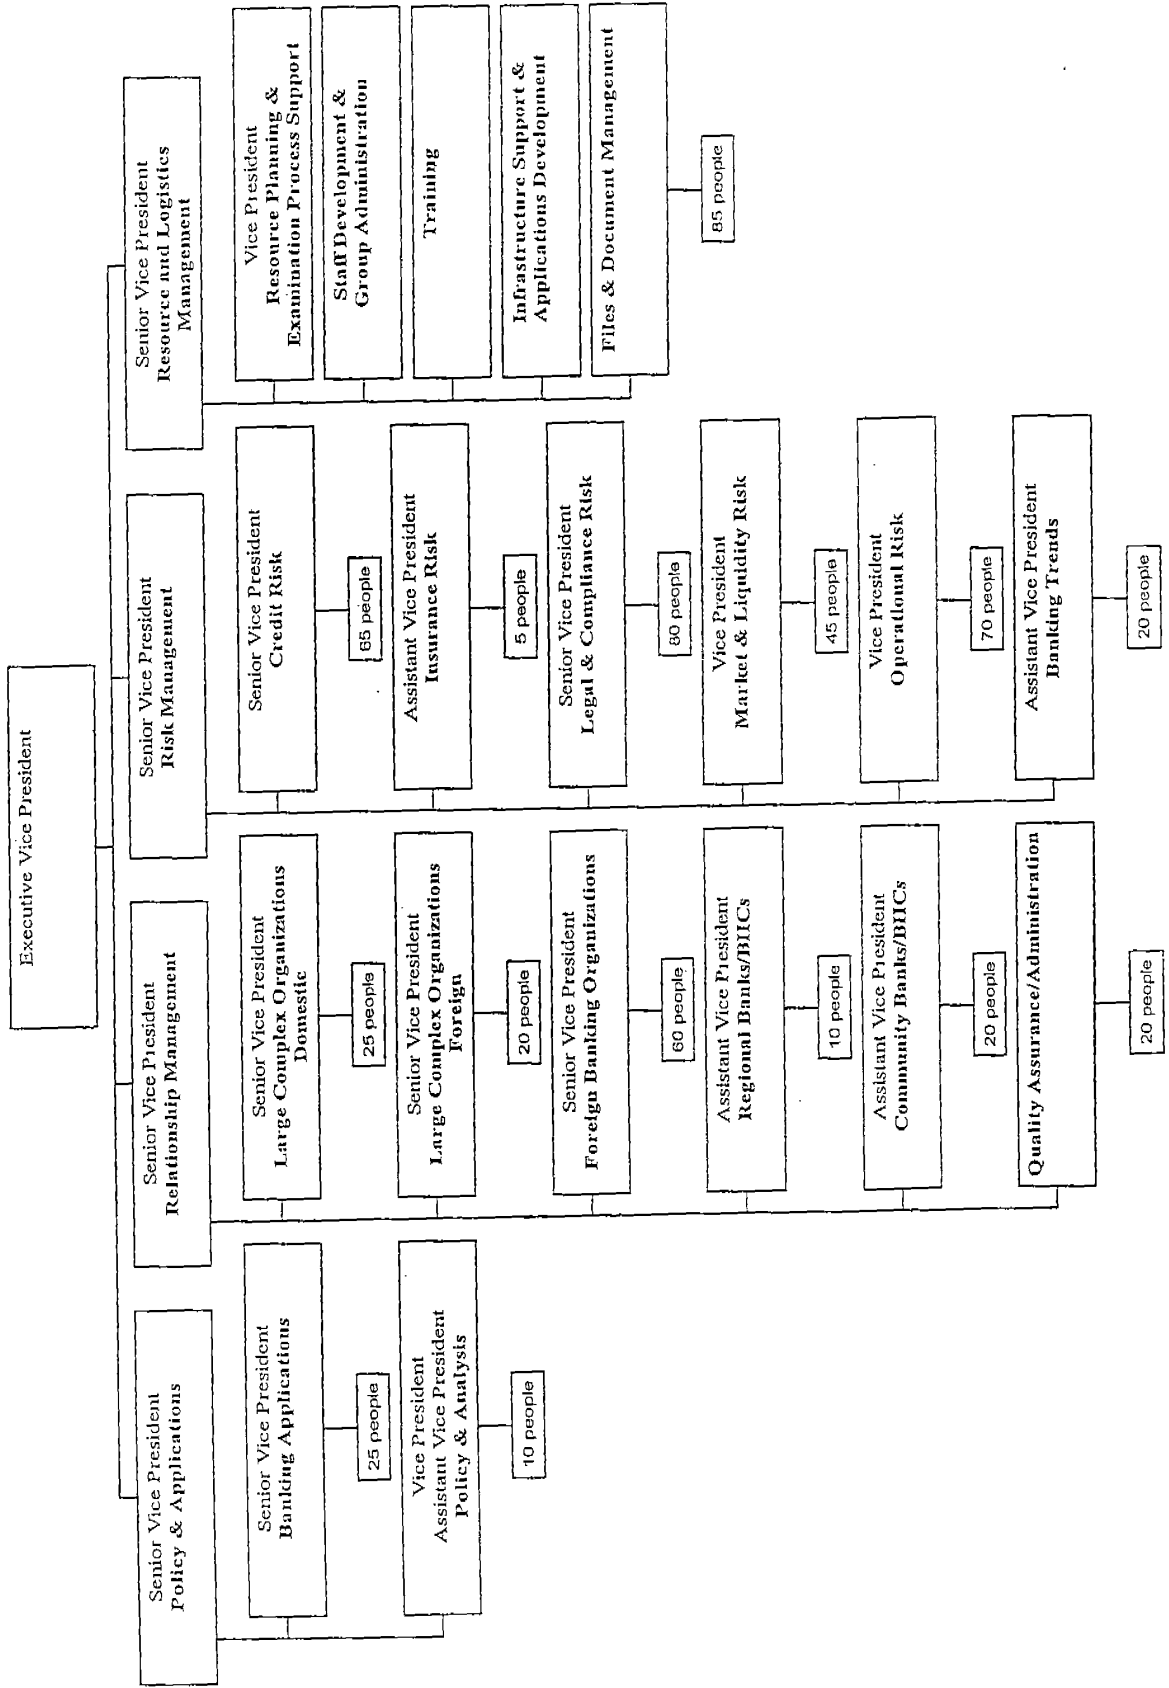 Executive Vice President
Senior Vice President
Policy & Applications
Senior Vice President
Banking Applications
25 people
Vice President
Assistant Vice President
Policy & Analysis
10 people
Senior Vice President
Relationship Management
Senior Vice President
Large Complex Organizations
Domestic
25 people
Senior Vice President
Large Complex Organizations
Foreign
20 people
Senior Vice President
Foreign Banking Organizations
60 people
Assistant Vice President
Regional Banks/BHCs
10 people
Assistant Vice President
Community Banks/BHCs
20 people
Quality Assurance/Administration
20 people
Senior Vice President
Risk Management
Senior Vice President
Credit Risk
65 people
Assistant Vice President
Insurance Risk
5 people
Senior Vice President
Legal & Compliance Risk
80 people
Vice President
Market & Liquidity Risk
45 people
Vice President
Operational Risk
70 people
Assistant Vice President
Banking Trends
20 people
Senior Vice President
Resource and Logistics
Management
Vice President
Resource Planning &
Examination Process Support
Staff Development &
Group Administration
Training
Infrastructure Support &
Applications Development
Files & Document Management
85 people